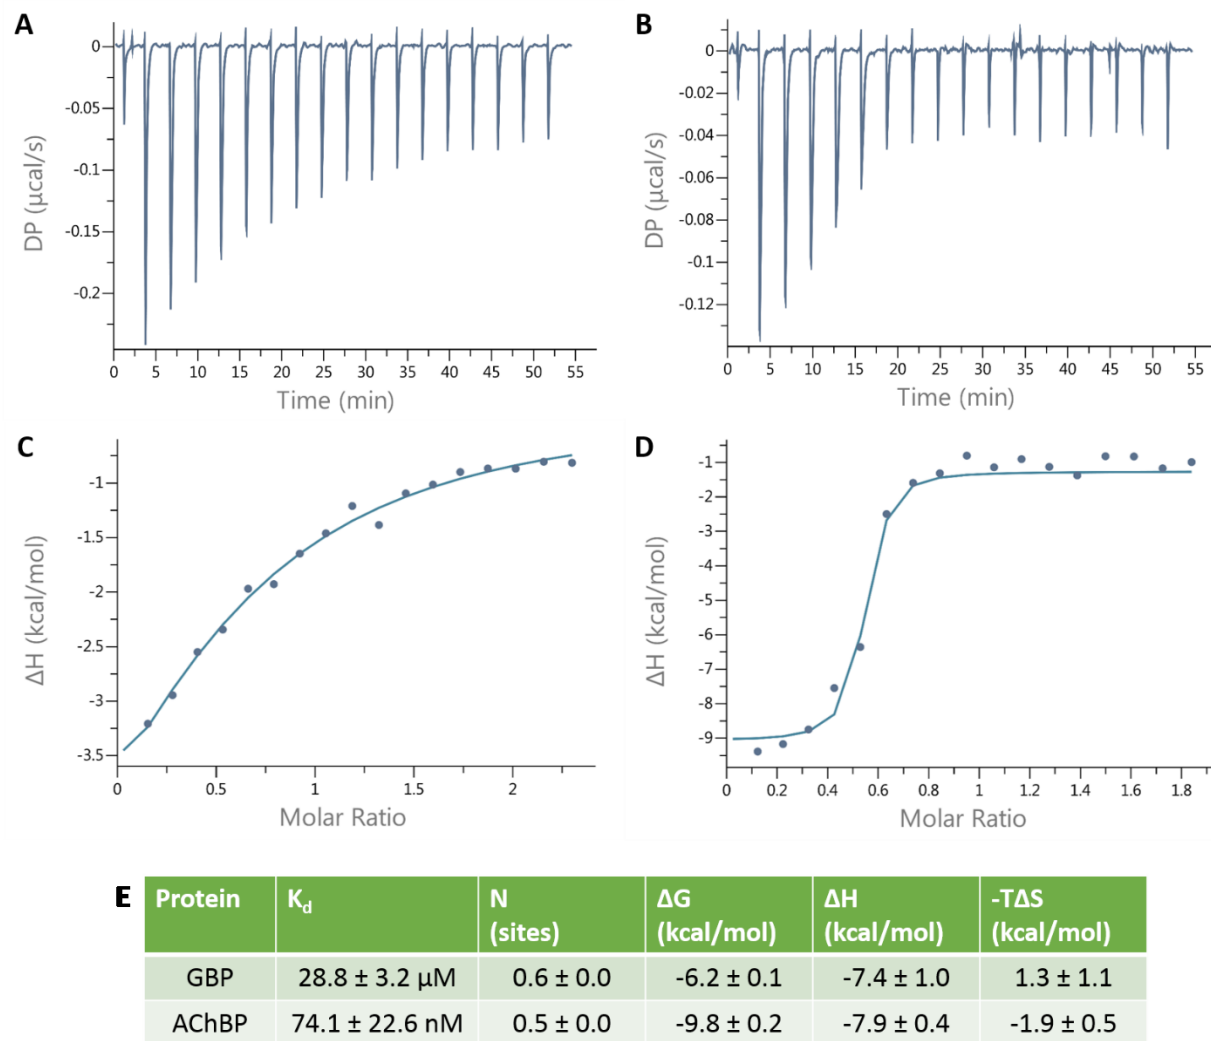 A
0
-0.05
-0.1
-0.15
-0.2
DP (µcal/s)
0 5 10 15 20 25 30 35 40 45 50 55
Time (min)
B
0
-0.02
-0.04
-0.06
-0.08
-0.1
-0.12
DP (µcal/s)
0 5 10 15 20 25 30 35 40 45 50 55
Time (min)
C
-1
-1.5
-2
-2.5
-3
-3.5
ΔH (kcal/mol)
0 0.5 1 1.5 2
Molar Ratio
D
-1
-2
-3
-4
-5
-6
-7
-8
-9
ΔH (kcal/mol)
0 0.2 0.4 0.6 0.8 1 1.2 1.4 1.6 1.8
Molar Ratio
E
Protein K_d N (sites) ΔG (kcal/mol) ΔH (kcal/mol) -TΔS (kcal/mol)
GBP 28.8 ± 3.2 µM 0.6 ± 0.0 -6.2 ± 0.1 -7.4 ± 1.0 1.3 ± 1.1
AChBP 74.1 ± 22.6 nM 0.5 ± 0.0 -9.8 ± 0.2 -7.9 ± 0.4 -1.9 ± 0.5